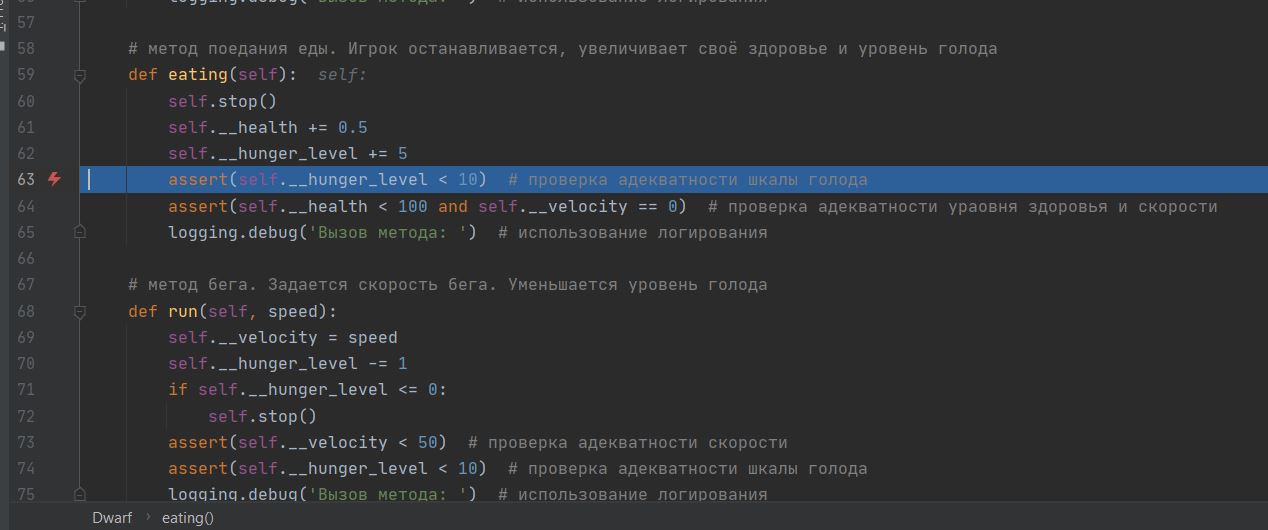 logging.debug('Вызов метода: ')  # использование логирования
57
58 # метод поедания еды. Игрок останавливается, увеличивает своё здоровье и уровень голода
59 def eating(self):  self:
60 self.stop()
61 self.__health += 0.5
62 self.__hunger_level += 5
63 assert(self.__hunger_level < 10)  # проверка адекватности шкалы голода
64 assert(self.__health < 100 and self.__velocity == 0)  # проверка адекватности ураовня здоровья и скорости
65 logging.debug('Вызов метода: ')  # использование логирования
66
67 # метод бега. Задается скорость бега. Уменьшается уровень голода
68 def run(self, speed):
69 self.__velocity = speed
70 self.__hunger_level -= 1
71 if self.__hunger_level <= 0:
72 self.stop()
73 assert(self.__velocity < 50)  # проверка адекватности скорости
74 assert(self.__hunger_level < 10)  # проверка адекватности шкалы голода
75 logging.debug('Вызов метода: ')  # использование логирования
Dwarf › eating()